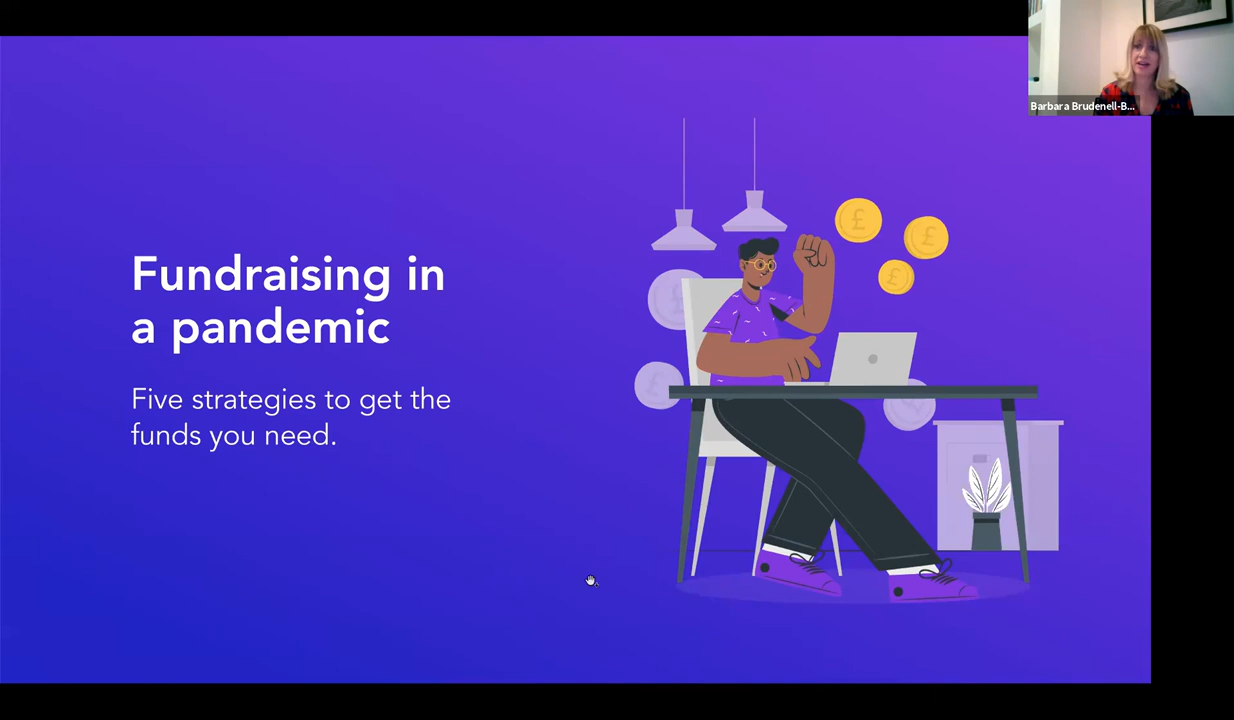 Barbara Brudenell-B...
Fundraising in
a pandemic
Five strategies to get the
funds you need.
£
£
£
£
£